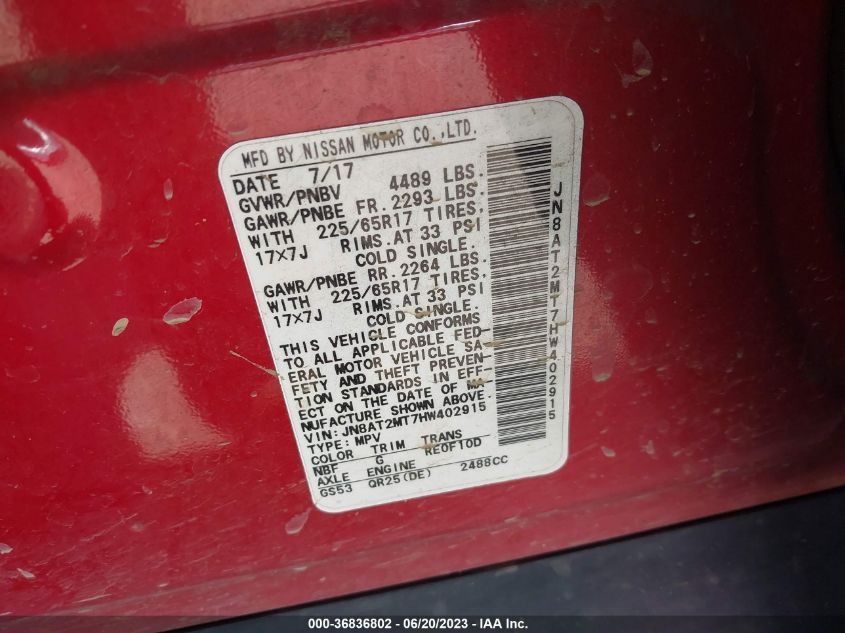 MFD BY NISSAN MOTOR CO.,LTD.
DATE 7/17
GVWR/PNBV 4489 LBS.
GAWR/PNBE FR. 2293 LBS.
WITH 225/65R17 TIRES,
17X7J RIMS.AT 33 PSI
COLD SINGLE.
GAWR/PNBE RR. 2264 LBS.
WITH 225/65R17 TIRES,
17X7J RIMS.AT 33 PSI
COLD SINGLE.
THIS VEHICLE CONFORMS
TO ALL APPLICABLE FED-
ERAL MOTOR VEHICLE SA
FETY AND THEFT PREVEN-
TION STANDARDS IN EFF-
ECT ON THE DATE OF MA-
NUFACTURE SHOWN ABOVE.
VIN:JN8AT2MT7HW402915
TYPE:MPV
COLOR TRIM TRANS
NBF G RE0F10D
AXLE ENGINE
GS53 QR25(DE) 2488CC
JN8AT2MT7HW402915
000-36836802 - 06/20/2023 - IAA Inc.